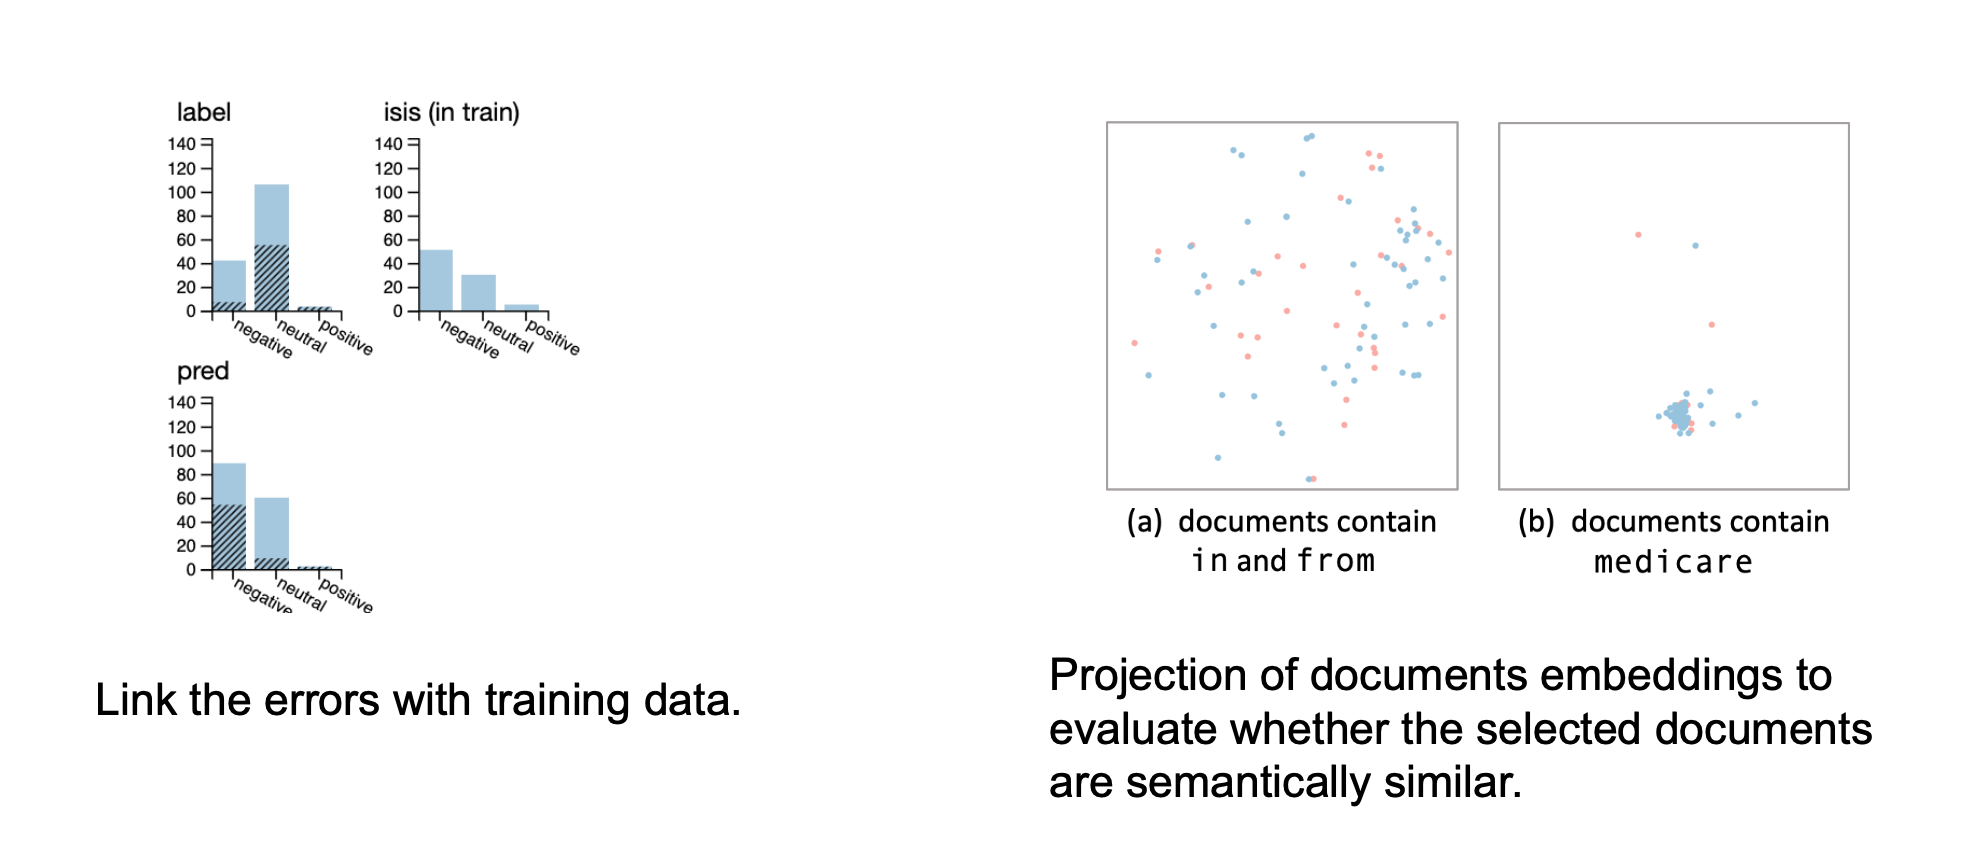 label
140
120
100
80
60
40
20
0
negative
neutral
positive
isis (in train)
140
120
100
80
60
40
20
0
negative
neutral
positive
pred
140
120
100
80
60
40
20
0
negative
neutral
positive
Link the errors with training data.
(a) documents contain
in and from
(b) documents contain
medicare
Projection of documents embeddings to
evaluate whether the selected documents
are semantically similar.